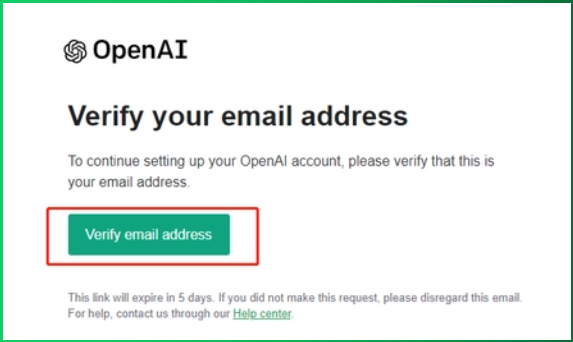 OpenAI
Verify your email address
To continue setting up your OpenAI account, please verify that this is
your email address.
Verify email address
This link will expire in 5 days. If you did not make this request, please disregard this email.
For help, contact us through our Help center.